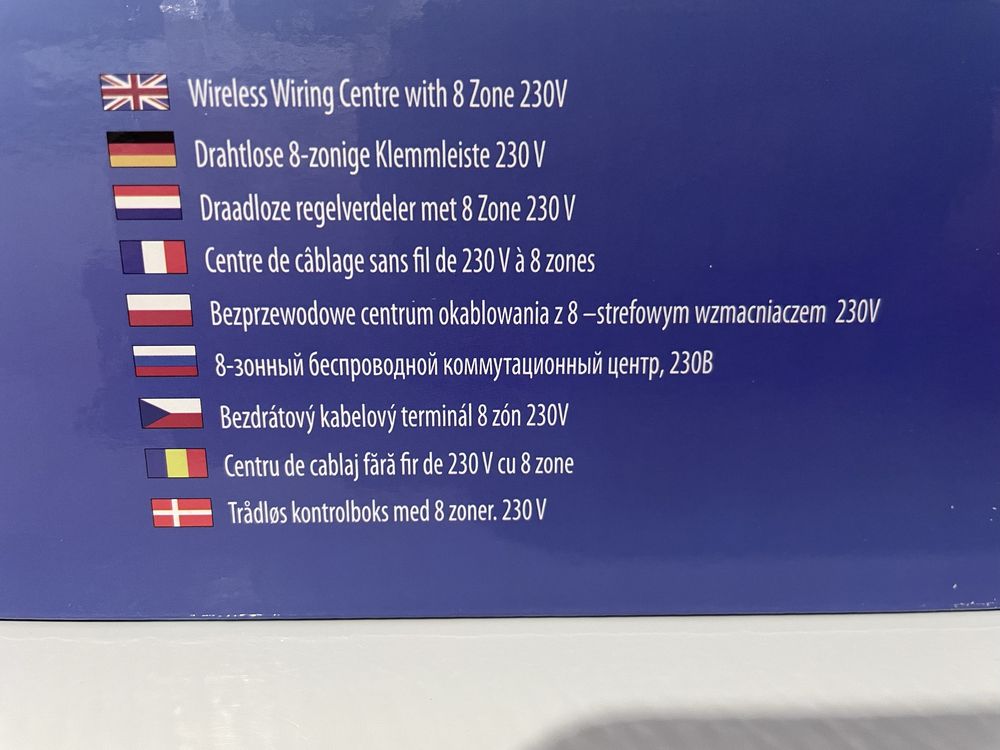 Wireless Wiring Centre with 8 Zone 230V
Drahtlose 8-zonige Klemmleiste 230 V
Draadloze regelverdeler met 8 Zone 230 V
Centre de câblage sans fil de 230 V à 8 zones
Bezprzewodowe centrum okablowania z 8 –strefowym wzmacniaczem 230V
8-зонный беспроводной коммутационный центр, 230В
Bezdrátový kabelový terminál 8 zón 230V
Centru de cablaj fără fir de 230 V cu 8 zone
Trådløs kontrolboks med 8 zoner. 230 V